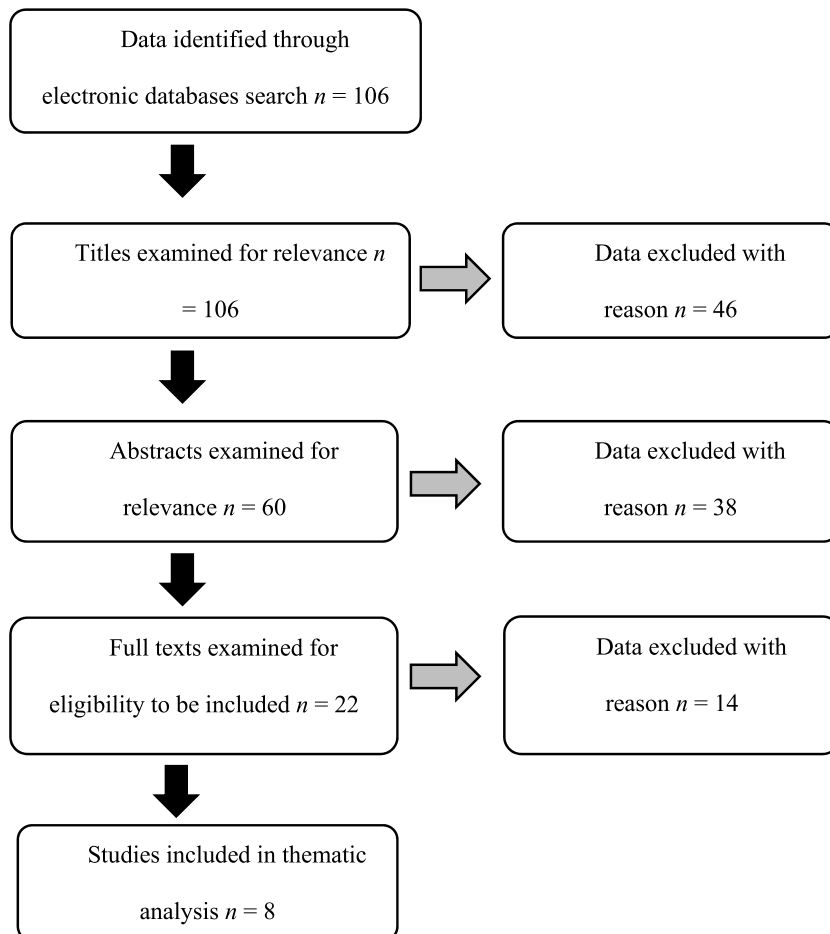 Data identified through
electronic databases search n = 106
Titles examined for relevance n
= 106
Data excluded with
reason n = 46
Abstracts examined for
relevance n = 60
Data excluded with
reason n = 38
Full texts examined for
eligibility to be included n = 22
Data excluded with
reason n = 14
Studies included in thematic
analysis n = 8